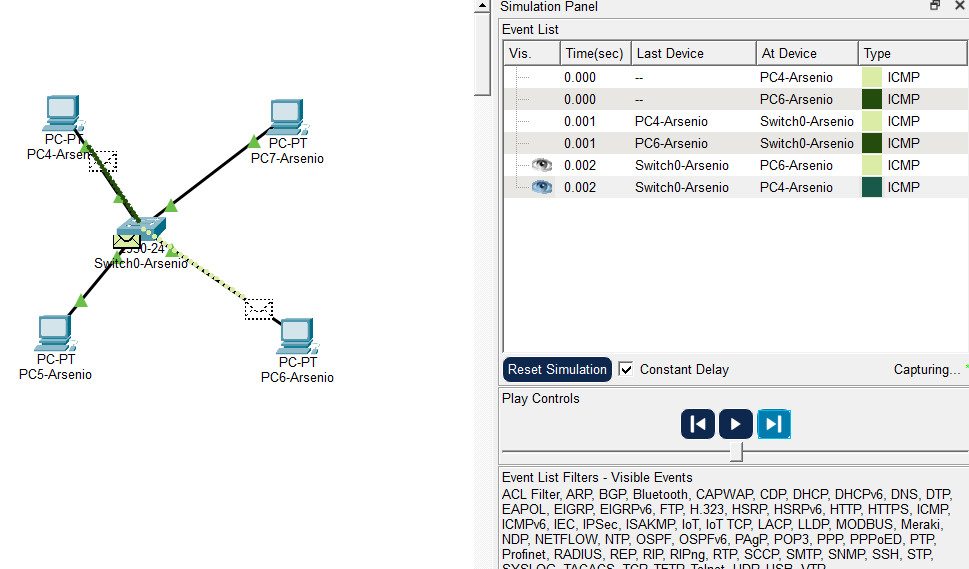 Simulation Panel
Event List
Vis. Time(sec) Last Device At Device Type
0.000 -- PC4-Arsenio ICMP
0.000 -- PC6-Arsenio ICMP
0.001 PC4-Arsenio Switch0-Arsenio ICMP
0.001 PC6-Arsenio Switch0-Arsenio ICMP
0.002 Switch0-Arsenio PC6-Arsenio ICMP
0.002 Switch0-Arsenio PC4-Arsenio ICMP
PC-P
PC4-Arsen
PC-PT
PC7-Arsenio
Switch0-Arsenio
PC-PT
PC5-Arsenio
PC-PT
PC6-Arsenio
Reset Simulation Constant Delay Capturing...
Play Controls
Event List Filters - Visible Events
ACL Filter, ARP, BGP, Bluetooth, CAPWAP, CDP, DHCP, DHCPv6, DNS, DTP,
EAPOL, EIGRP, EIGRPv6, FTP, H.323, HSRP, HSRPv6, HTTP, HTTPS, ICMP,
ICMPv6, IEC, IPSec, ISAKMP, IoT, IoT TCP, LACP, LLDP, MODBUS, Meraki,
NDP, NETFLOW, NTP, OSPF, OSPFv6, PAgP, POP3, PPP, PPPoED, PTP,
Profinet, RADIUS, REP, RIP, RIPng, RTP, SCCP, SMTP, SNMP, SSH, STP,
SYSLOG, TACACS, TCP, TFTP, Telnet, UDP, USB, VTP